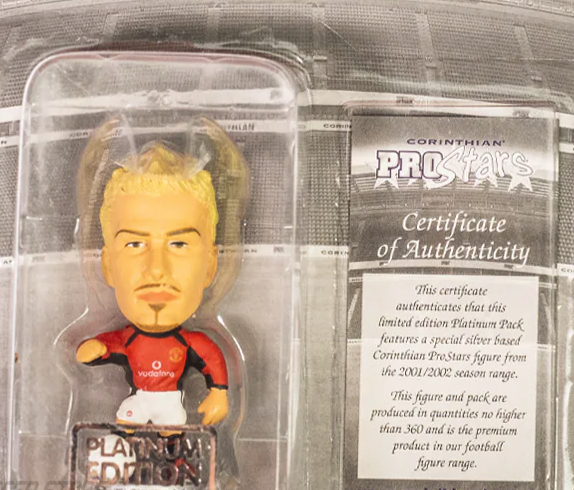 CORINTHIAN
PROStars
Certificate
of Authenticity
This certificate
authenticates that this
limited edition Platinum Pack
features a special silver based
Corinthian ProStars figure from
the 2001/2002 season range.
This figure and pack are
produced in quantities no higher
than 360 and is the premium
product in our football
figure range.
vodafone
PLATINUM
EDITION